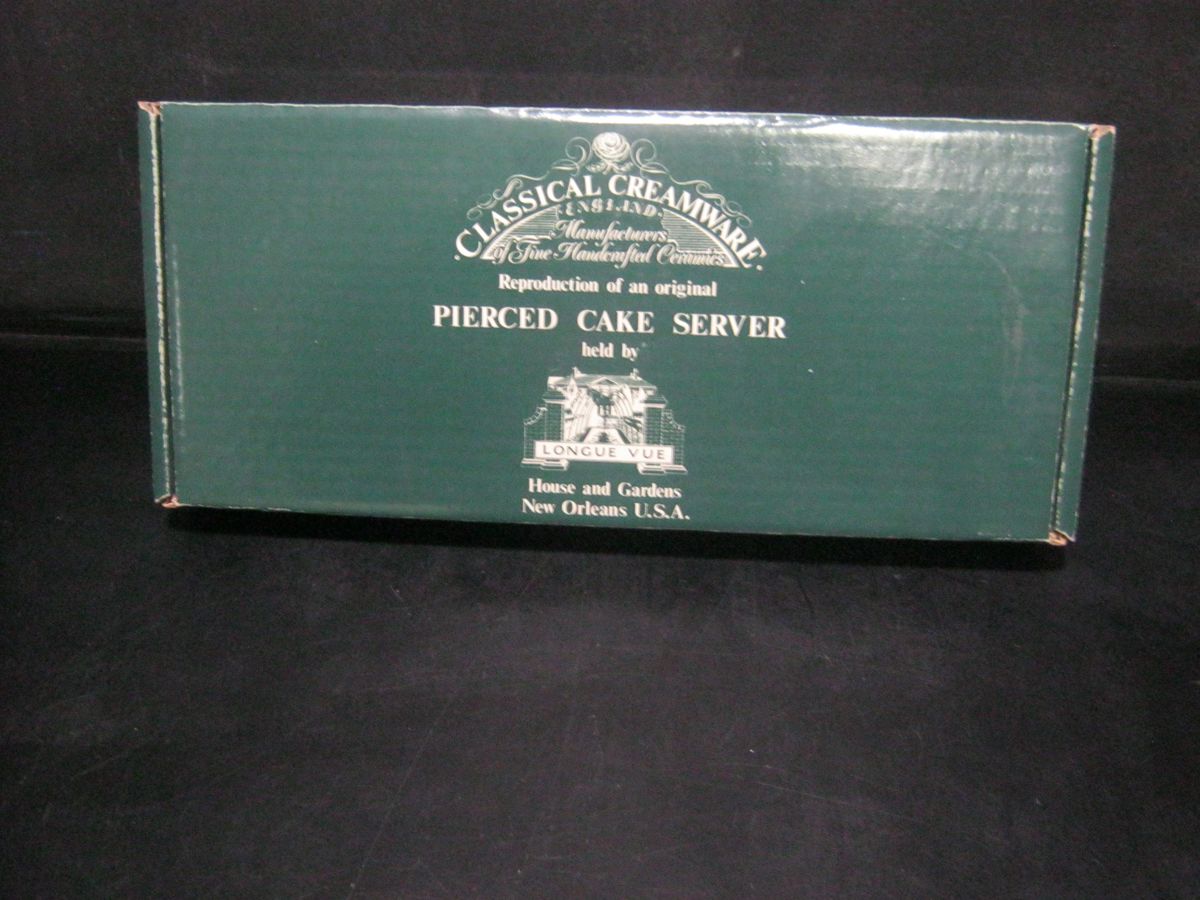 CLASSICAL CREAMWARE
ENGLAND
Manufacturers
of Fine Handcrafted Ceramics
Reproduction of an original
PIERCED CAKE SERVER
held by
LONGUE VUE
House and Gardens
New Orleans U.S.A.